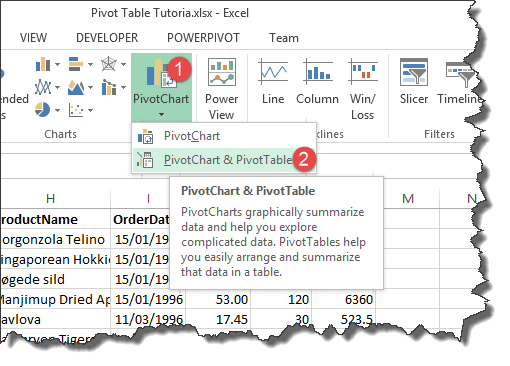 Pivot Table Tutoria.xlsx - Excel
VIEW DEVELOPER POWERPIVOT Team
1
PivotChart Power View Line Column Win/Loss Slicer Timeline
Charts Filters
PivotChart
PivotChart & PivotTable 2
PivotChart & PivotTable
PivotCharts graphically summarize
data and help you explore
complicated data. PivotTables help
you easily arrange and summarize
that data in a table.
H I M N
roductName OrderDat
orgonzola Telino 15/01/19
ingaporean Hokkie 15/01/19
øgede sild 15/01/19
Manjimup Dried Ap 15/01/1996 53.00 120 6360
avlova 11/03/1996 17.45 30 523.5